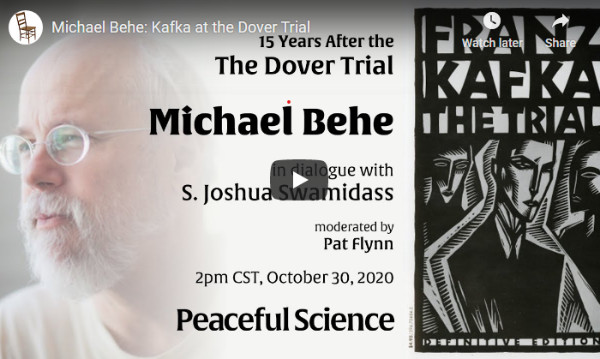 Michael Behe: Kafka at the Dover Trial
Watch later
Share
15 Years After the
The Dover Trial
Michael Behe
in dialogue with
S. Joshua Swamidass
moderated by
Pat Flynn
2pm CST, October 30, 2020
Peaceful Science
FRANZ
KAFKA
THE TRIAL
DEFINITIVE EDITION